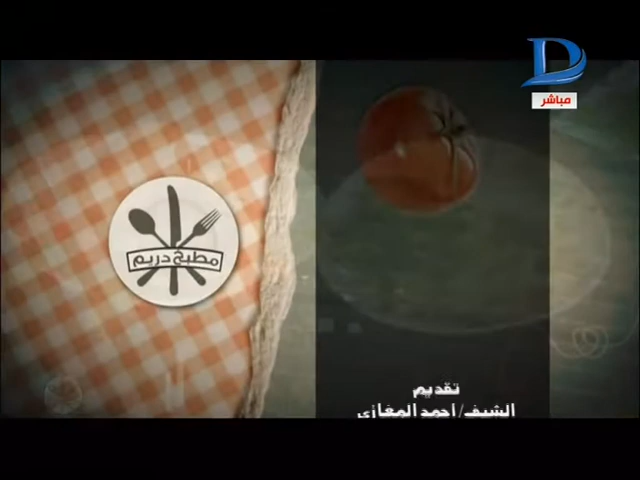 مباشر
مطبخ دريم
تقديم
الشيف/احمد المغازى